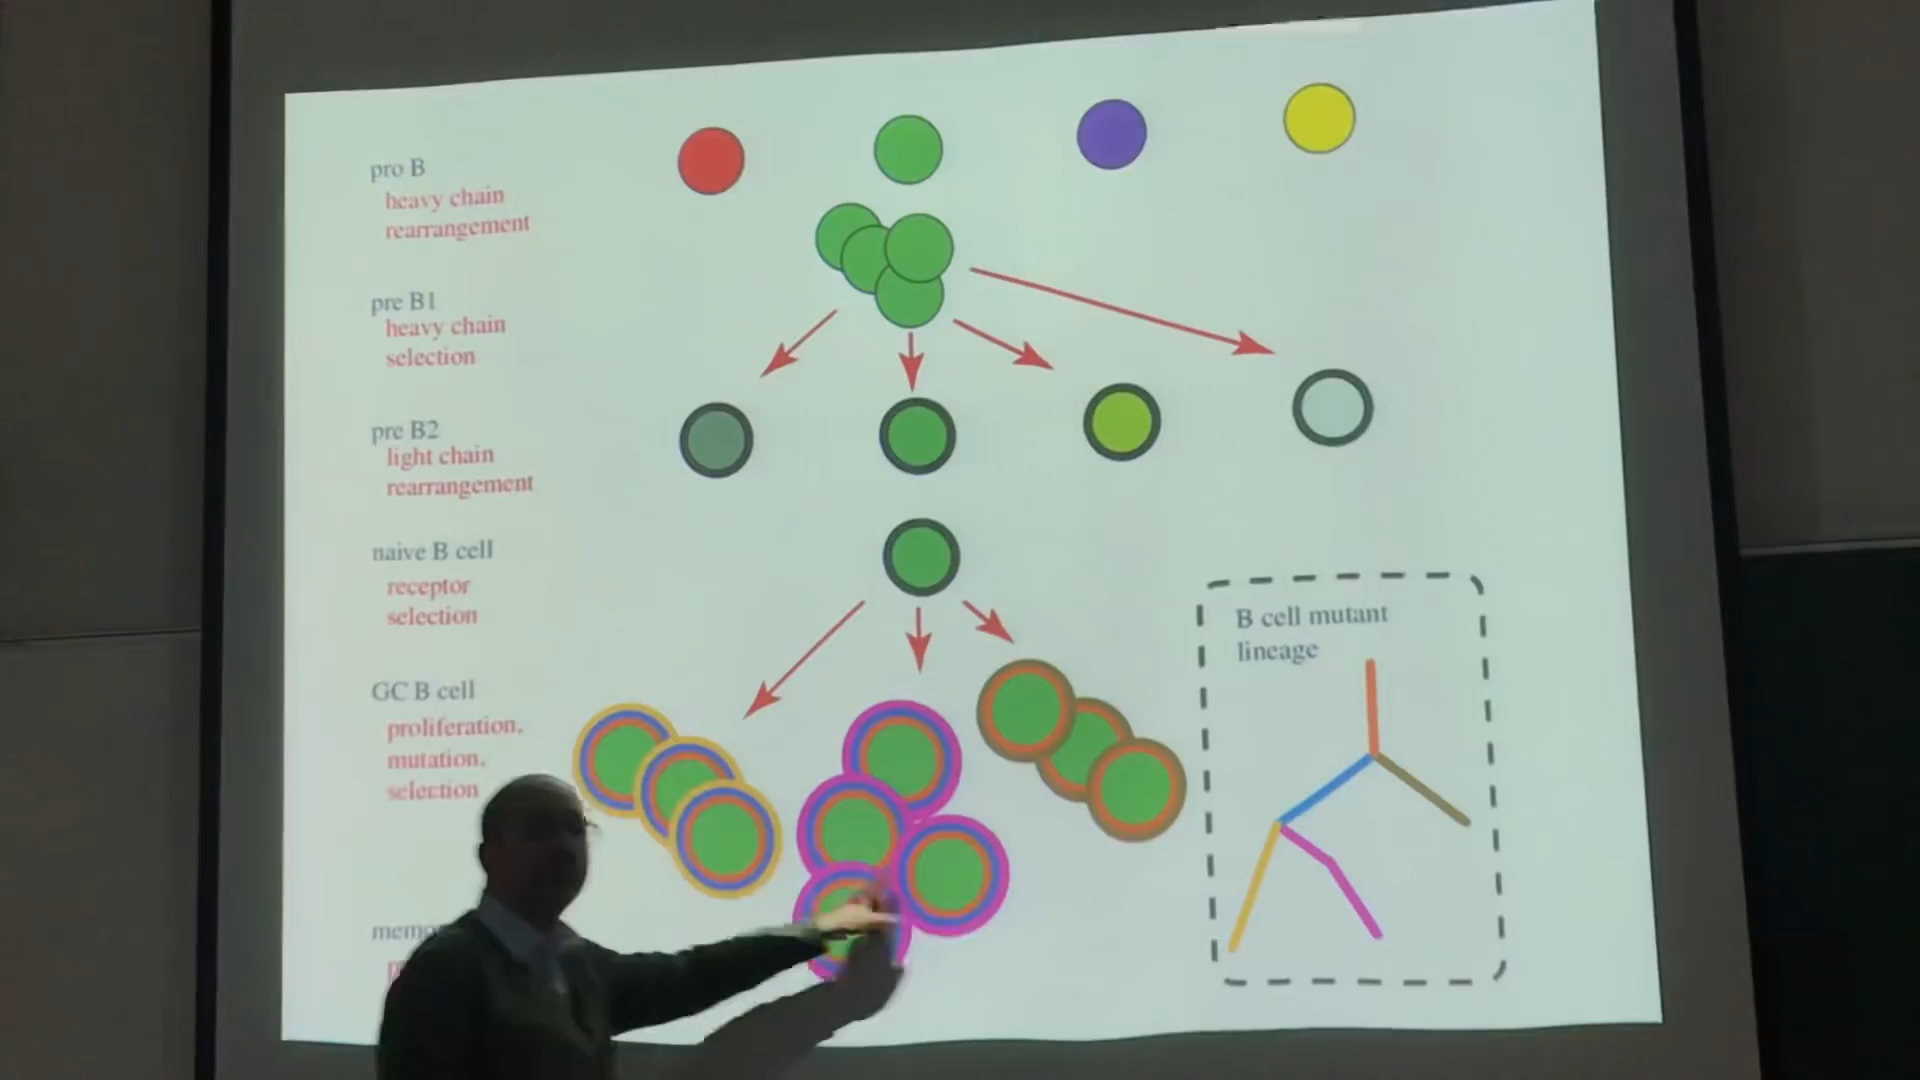 pro B
heavy chain
rearrangement
pre B1
heavy chain
selection
pre B2
light chain
rearrangement
naive B cell
receptor
selection
GC B cell
proliferation,
mutation,
selection
B cell mutant
lineage